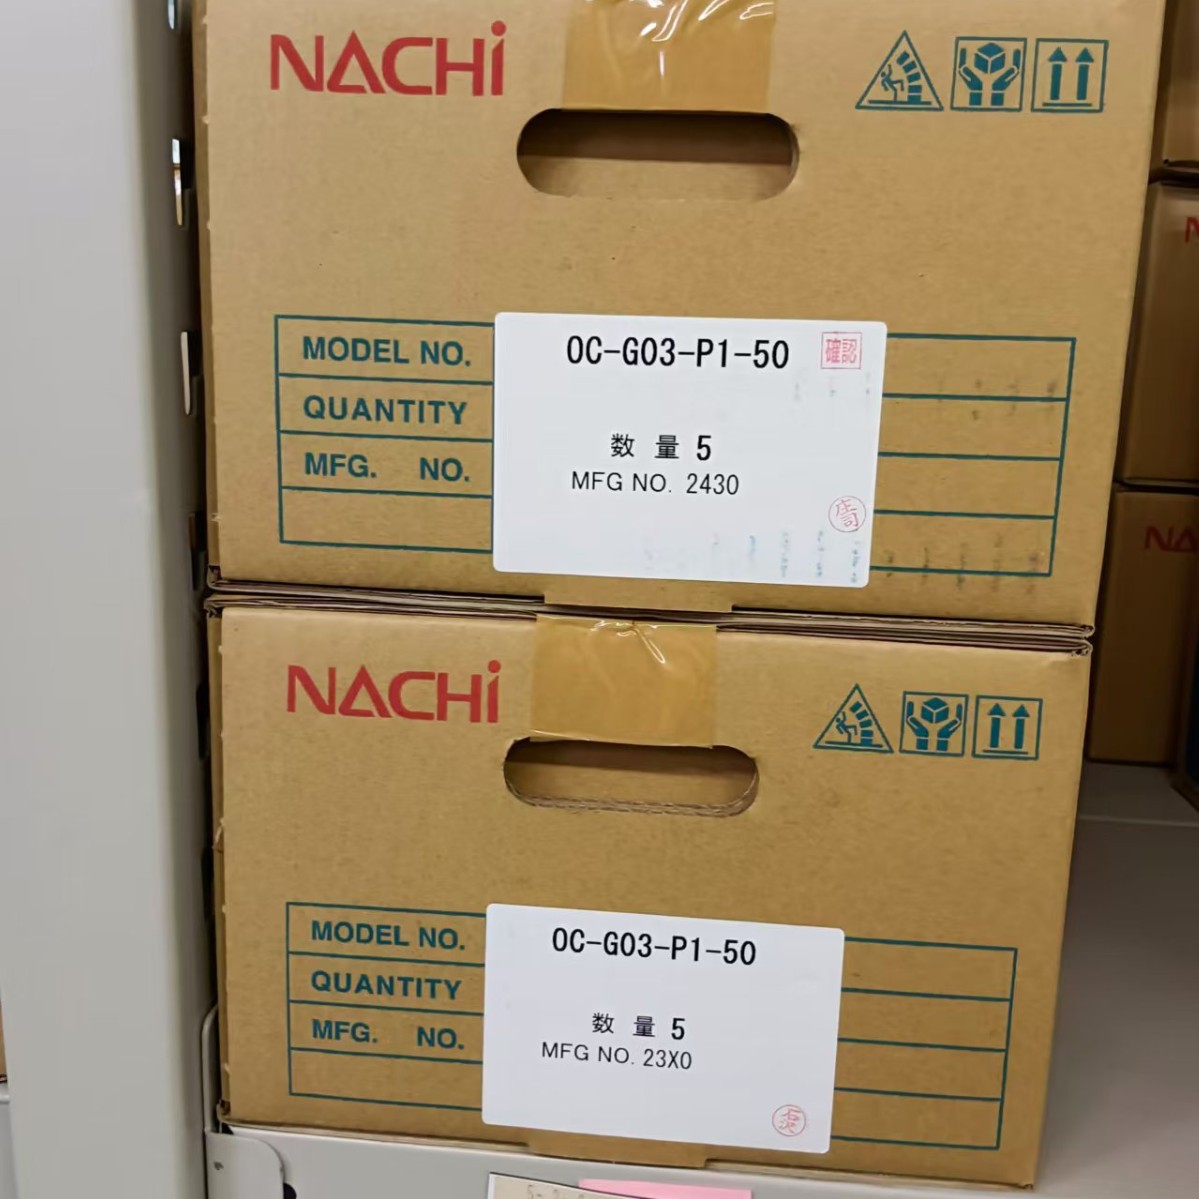 NACHi
MODEL NO.
OC-G03-P1-50
確認
QUANTITY
数量 5
MFG. NO.
MFG NO. 2430
NACHi
MODEL NO.
OC-G03-P1-50
QUANTITY
数量 5
MFG. NO.
MFG NO. 23X0